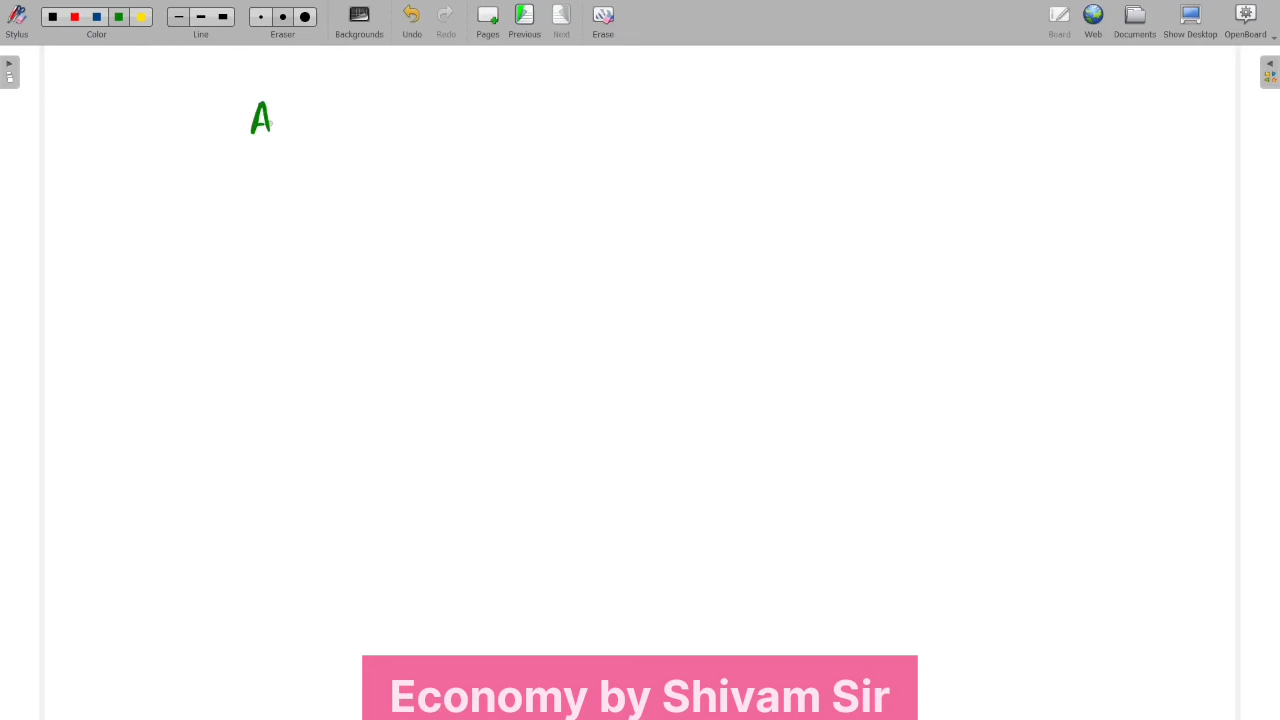 Stylus Color Line Eraser Backgrounds Undo Redo Pages Previous Next Erase Board Web Documents Show Desktop OpenBoard
A
Economy by Shivam Sir